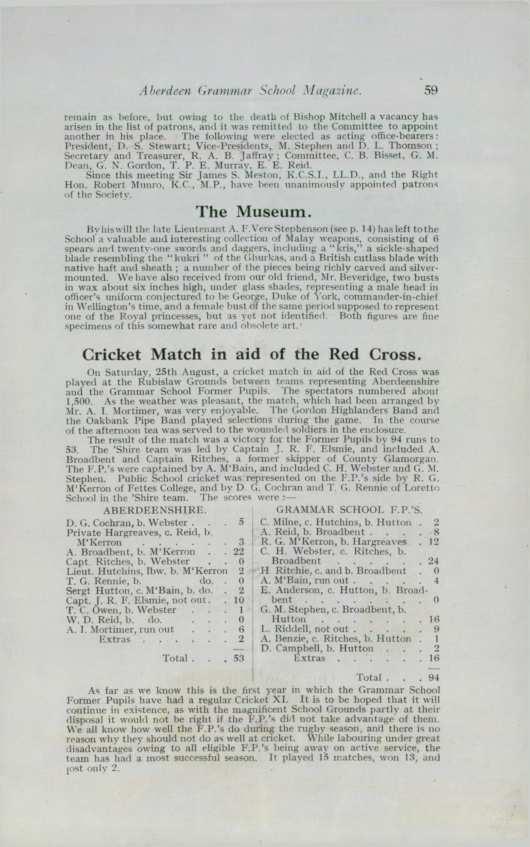 Aberdeen Grammar School Magazine. 59
remain as before, but owing to the death of Bishop Mitchell a vacancy has
arisen in the list of patrons, and it was remitted to the Committee to appoint
another in his place. The following were elected as acting office-bearers:
President, D. S. Stewart; Vice-Presidents, M. Stephen and D. L. Thomson;
Secretary and Treasurer, R. A. B. Jaffray; Committee, C. B. Bisset, G. M.
Dean, G. N. Gordon, T. P. E. Murray, E. E. Reid.
Since this meeting Sir James S. Meston, K.C.S.I., LL.D., and the Right
Hon. Robert Munro, K.C., M.P., have been unanimously appointed patrons
of the Society.
The Museum.
By his will the late Lieutenant A. F. Vere Stephenson (see p. 14) has left to the
School a valuable and interesting collection of Malay weapons, consisting of 6
spears and twenty-one swords and daggers, including a "kris," a sickle-shaped
blade resembling the "kukri" of the Ghurkas, and a British cutlass blade with
native haft and sheath; a number of the pieces being richly carved and silver-
mounted. We have also received from our old friend, Mr. Beveridge, two busts
in wax about six inches high, under glass shades, representing a male head in
officer's uniform conjectured to be George, Duke of York, commander-in-chief
in Wellington's time, and a female bust of the same period supposed to represent
one of the Royal princesses, but as yet not identified. Both figures are fine
specimens of this somewhat rare and obsolete art.
Cricket Match in aid of the Red Cross.
On Saturday, 25th August, a cricket match in aid of the Red Cross was
played at the Rubislaw Grounds between teams representing Aberdeenshire
and the Grammar School Former Pupils. The spectators numbered about
1,500. As the weather was pleasant, the match, which had been arranged by
Mr. A. I. Mortimer, was very enjoyable. The Gordon Highlanders Band and
the Oakbank Pipe Band played selections during the game. In the course
of the afternoon tea was served to the wounded soldiers in the enclosure.
The result of the match was a victory for the Former Pupils by 94 runs to
53. The 'Shire team was led by Captain J. R. F. Elsmie, and included A.
Broadbent and Captain Ritches, a former skipper of County Glamorgan.
The F.P.'s were captained by A. M'Bain, and included C. H. Webster and G. M.
Stephen. Public School cricket was represented on the F.P.'s side by R. G.
M'Kerron of Fettes College, and by D. G. Cochran and T. G. Rennie of Loretto
School in the 'Shire team. The scores were:—
ABERDEENSHIRE.
D. G. Cochran, b. Webster . . . 5
Private Hargreaves, c. Reid, b.
M'Kerron . . . . . . 3
A. Broadbent, b. M'Kerron . . 22
Capt. Ritches, b. Webster . . 0
Lieut. Hutchins, lbw. b. M'Kerron 2
T. G. Rennie, b. do. . 0
Sergt Hutton, c. M'Bain, b. do. . 2
Capt. J. R. F. Elsmie, not out. . 10
T. C. Owen, b. Webster . . . 1
W. D. Reid, b. do. . . . 0
A. I. Mortimer, run out . . . 6
Extras . . . . . . 2
Total . . . 53
GRAMMAR SCHOOL F.P.'S.
C. Milne, c. Hutchins, b. Hutton . 2
A. Reid, b. Broadbent . . . . 8
R. G. M'Kerron, b. Hargreaves . 12
C. H. Webster, c. Ritches, b.
Broadbent . . . . . . 24
H Ritchie, c. and b. Broadbent . 0
A. M'Bain, run out . . . . . 4
E. Anderson, c. Hutton, b. Broad-
bent . . . . . . . . 0
G. M. Stephen, c. Broadbent, b.
Hutton . . . . . . . 16
L. Riddell, not out . . . . . 9
A. Benzie, c. Ritches, b. Hutton . 1
D. Campbell, b. Hutton . . . 2
Extras . . . . . . 16
Total . . . 94
As far as we know this is the first year in which the Grammar School
Former Pupils have had a regular Cricket XI. It is to be hoped that it will
continue in existence, as with the magnificent School Grounds partly at their
disposal it would not be right if the F.P.'s did not take advantage of them.
We all know how well the F.P.'s do during the rugby season, and there is no
reason why they should not do as well at cricket. While labouring under great
disadvantages owing to all eligible F.P.'s being away on active service, the
team has had a most successful season. It played 15 matches, won 13, and
lost only 2.